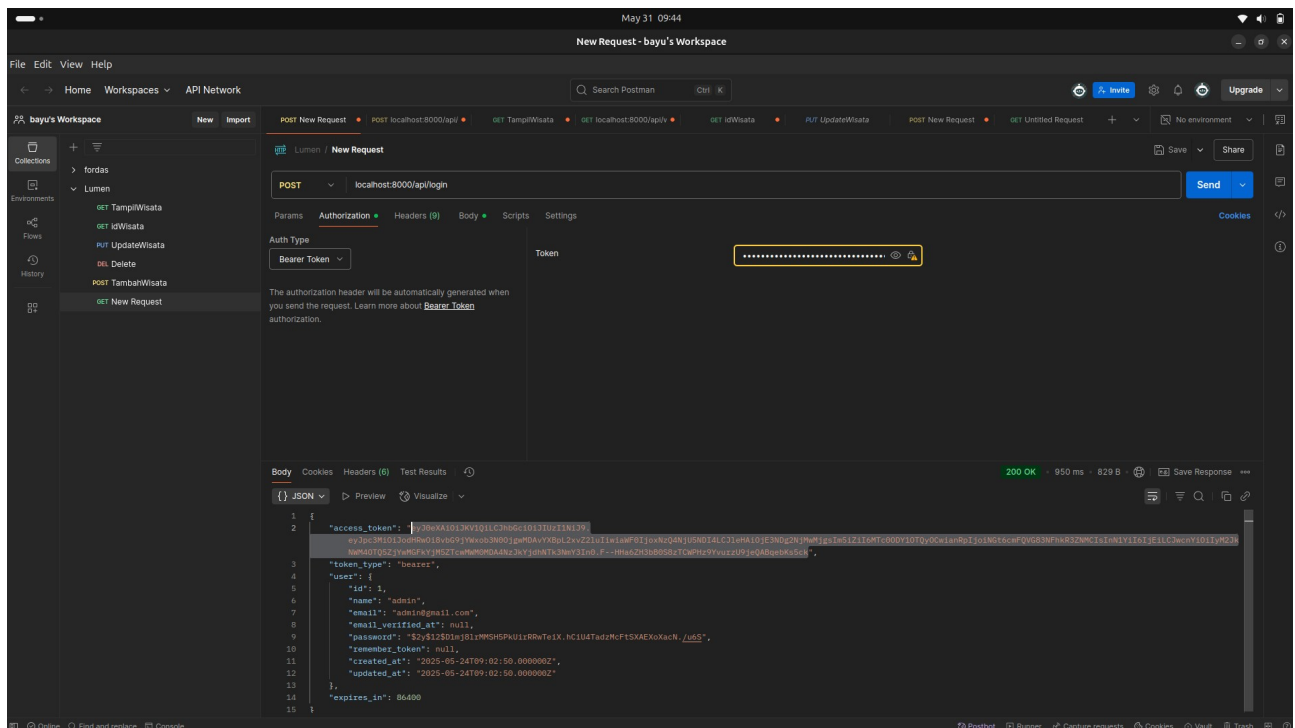 May 31 09:44
New Request - bayu's Workspace
File Edit View Help
Home Workspaces API Network
Search Postman Ctrl K
Invite
Upgrade
bayu's Workspace New Import
POST New Request POST localhost:8000/api/ GET TampilWisata GET localhost:8000/api/v GET idWisata PUT UpdateWisata POST New Request GET Untitled Request
No environment
Collections
Environments
Flows
History
fordas
Lumen
GET TampilWisata
GET idWisata
PUT UpdateWisata
DEL Delete
POST TambahWisata
GET New Request
HTTP Lumen / New Request
Save Share
POST localhost:8000/api/login
Send
Params Authorization Headers (9) Body Scripts Settings
Cookies
Auth Type
Bearer Token
Token
The authorization header will be automatically generated when
you send the request. Learn more about Bearer Token
authorization.
Body Cookies Headers (6) Test Results
200 OK 950 ms 829 B Save Response
{} JSON Preview Visualize
1 {
2 "access_token": "eyJ0eXAiOiJKV1QiLCJhbGciOiJIUzI1NiJ9.
3 "token_type": "bearer",
4 "user": {
5 "id": 1,
6 "name": "admin",
7 "email": "admin@gmail.com",
8 "email_verified_at": null,
9 "password":
10 "remember_token": null,
11 "created_at": "2025-05-24T09:02:50.000000Z",
12 "updated_at": "2025-05-24T09:02:50.000000Z"
13 },
14 "expires_in": 86400
15 }
Online Find and replace Console
Postbot Runner Capture requests Cookies Vault Trash